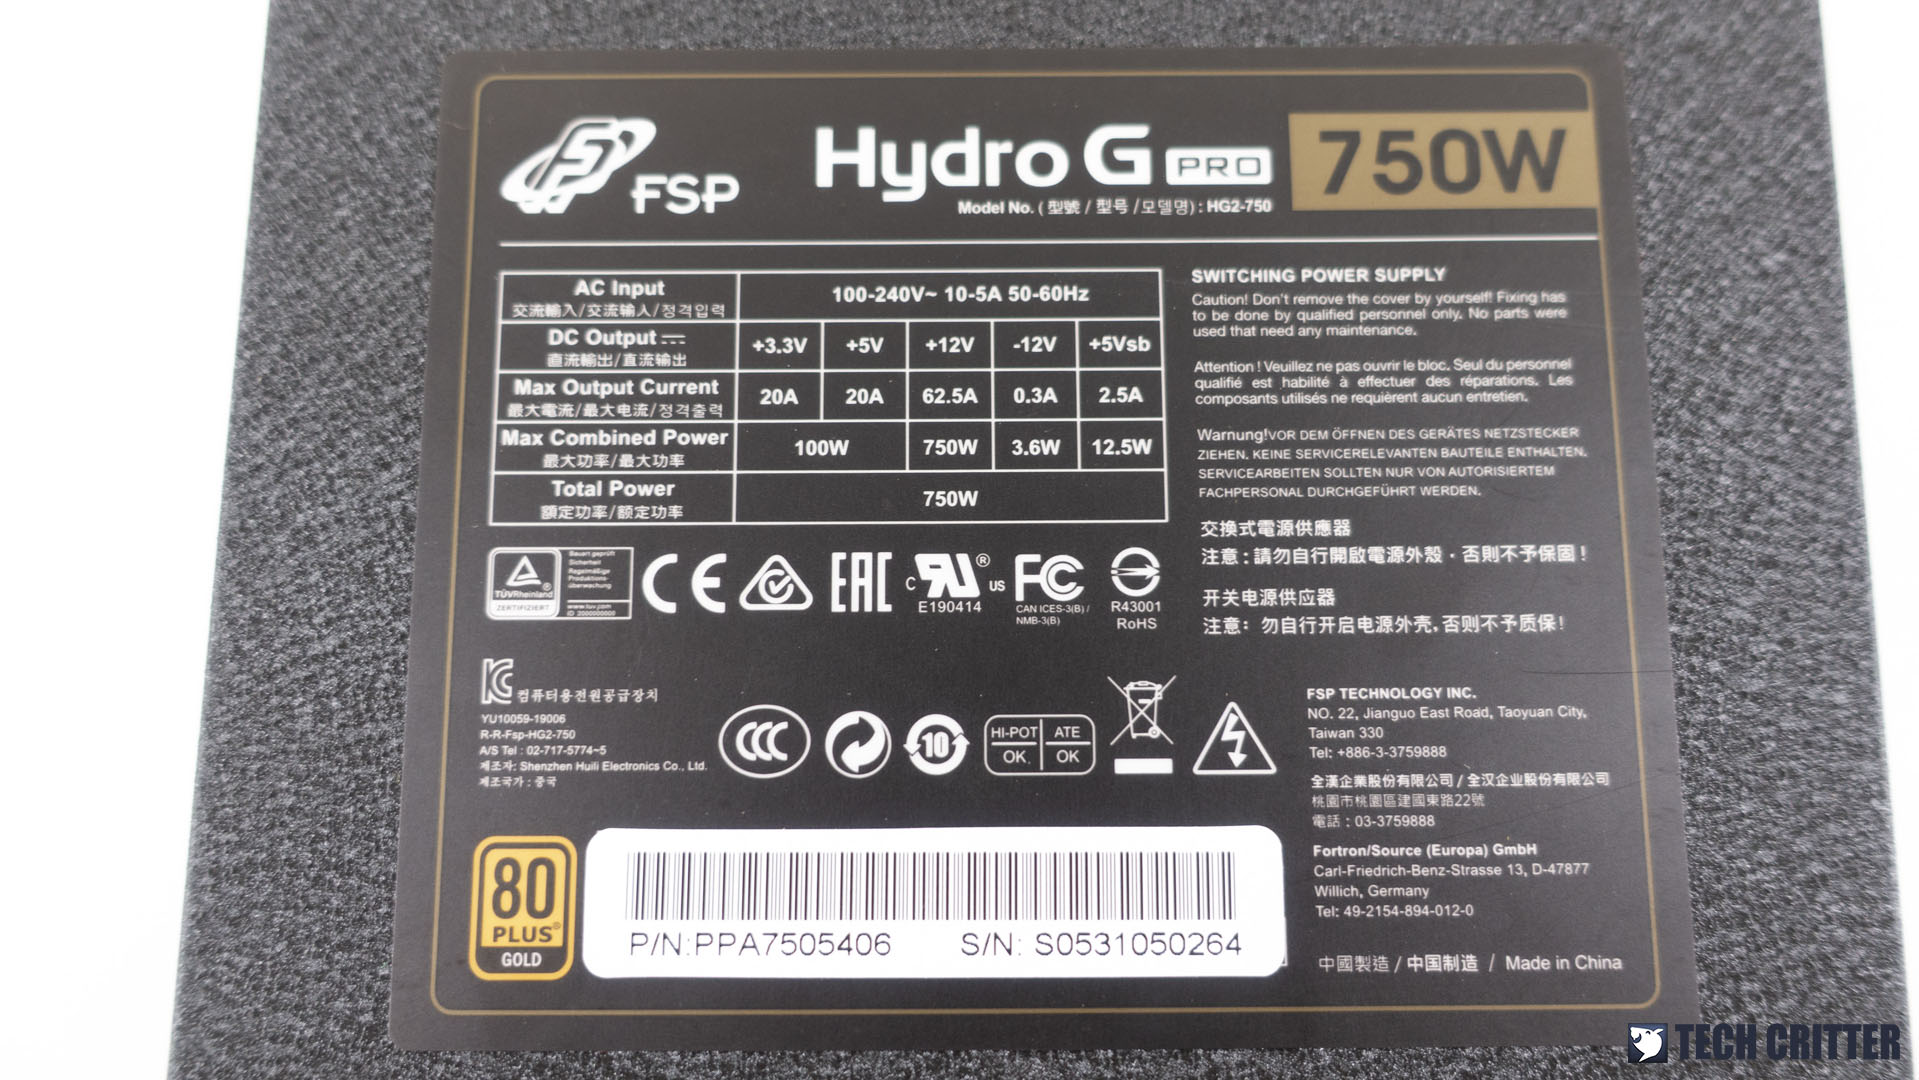 FSP
Hydro G PRO
750W
Model No. ( 型號 / 型号 /모델명) : HG2-750
AC Input
交流輸入/交流输入/정격입력
100-240V~ 10-5A 50-60Hz
DC Output
直流輸出/直流输出
+3.3V +5V +12V -12V +5Vsb
Max Output Current
最大電流/最大电流/정격출력
20A 20A 62.5A 0.3A 2.5A
Max Combined Power
最大功率/最大功率
100W 750W 3.6W 12.5W
Total Power
額定功率/额定功率
750W
SWITCHING POWER SUPPLY
Caution! Don't remove the cover by yourself! Fixing has
to be done by qualified personnel only. No parts were
used that need any maintenance.
Attention ! Veuillez ne pas ouvrir le bloc. Seul du personnel
qualifié est habilité à effectuer des réparations. Les
composants utilisés ne requièrent aucun entretien.
Warnung!VOR DEM ÖFFNEN DES GERÄTES NETZSTECKER
ZIEHEN. KEINE SERVICERELEVANTEN BAUTEILE ENTHALTEN.
SERVICEARBEITEN SOLLTEN NUR VON AUTORISIERTEM
FACHPERSONAL DURCHGEFÜHRT WERDEN.
交換式電源供應器
注意 : 請勿自行開啟電源外殼，否則不予保固 !
开关电源供应器
注意: 勿自行开启电源外壳,否则不予质保!
TÜVRheinland
ZERTIFIZIERT
Bauart geprüft
Sicherheit
Regelmäßige
Produktions-
überwachung
www.tuv.com
ID 2000000000
CE
EAC
c RU ® US
E190414
FC
CAN ICES-3(B) /
NMB-3(B)
R43001
RoHS
KC 컴퓨터용전원공급장치
YU10059-19006
R-R-Fsp-HG2-750
A/S Tel : 02-717-5774~5
제조자: Shenzhen Huili Electronics Co., Ltd.
제조국가 : 중국
CCC
10
HI-POT ATE
OK. OK
FSP TECHNOLOGY INC.
NO. 22, Jianguo East Road, Taoyuan City,
Taiwan 330
Tel: +886-3-3759888
全漢企業股份有限公司 / 全汉企业股份有限公司
桃園市桃園區建國東路22號
電話 : 03-3759888
Fortron/Source (Europa) GmbH
Carl-Friedrich-Benz-Strasse 13, D-47877
Willich, Germany
Tel: 49-2154-894-012-0
中國製造 / 中国制造 / Made in China
80
PLUS®
GOLD
P/N:PPA7505406 S/N: S0531050264
TECH CRITTER